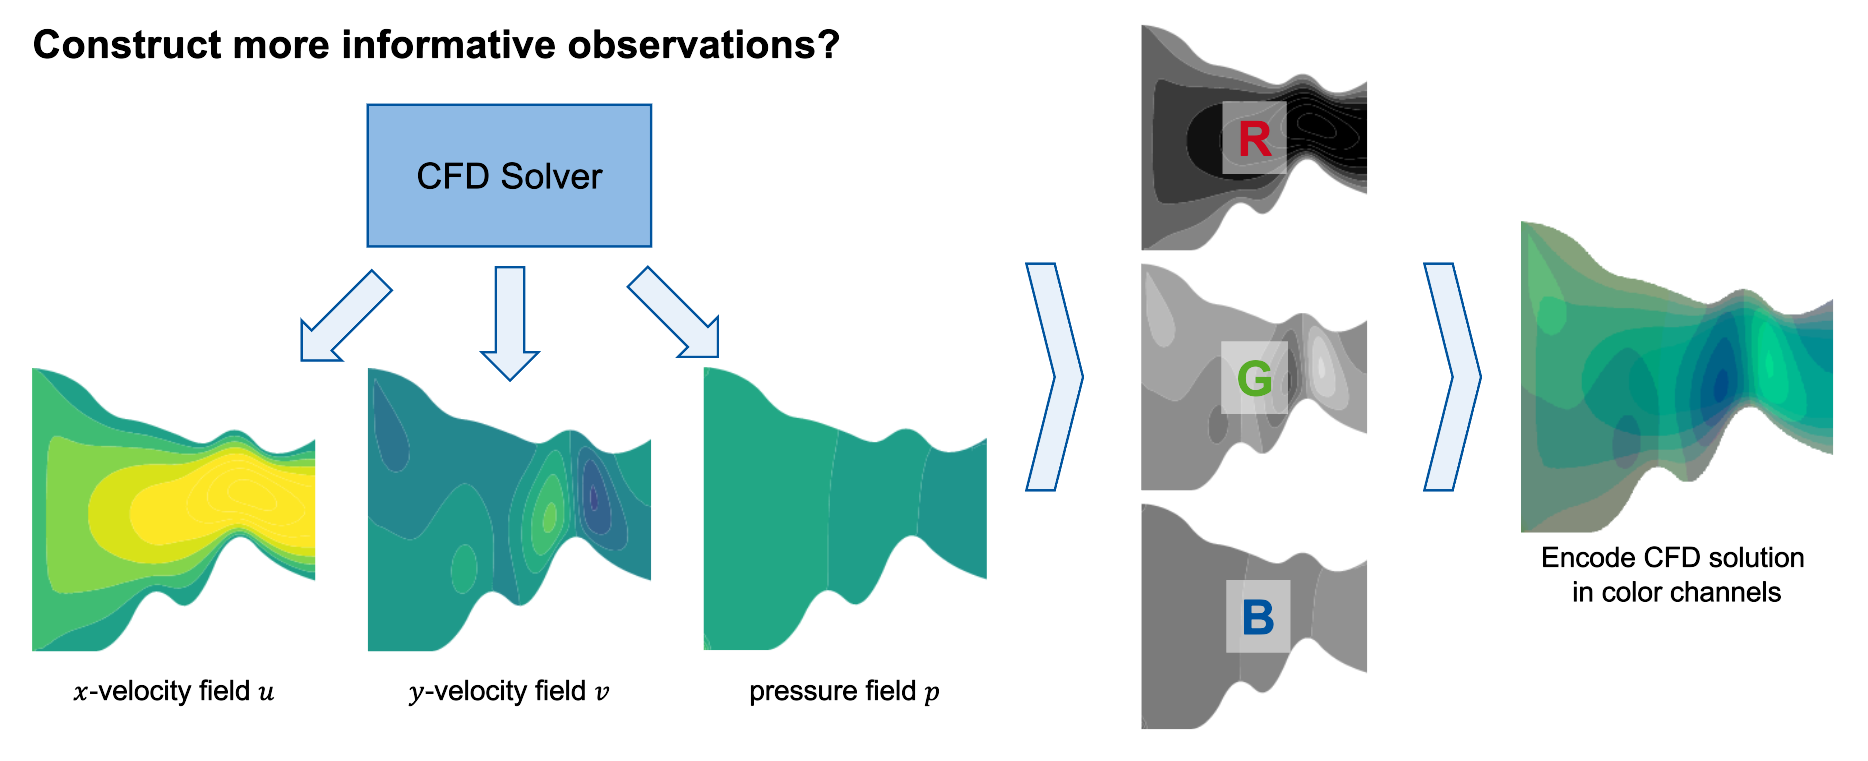 Construct more informative observations?
CFD Solver
x-velocity field u
y-velocity field v
pressure field p
R
G
B
Encode CFD solution
in color channels